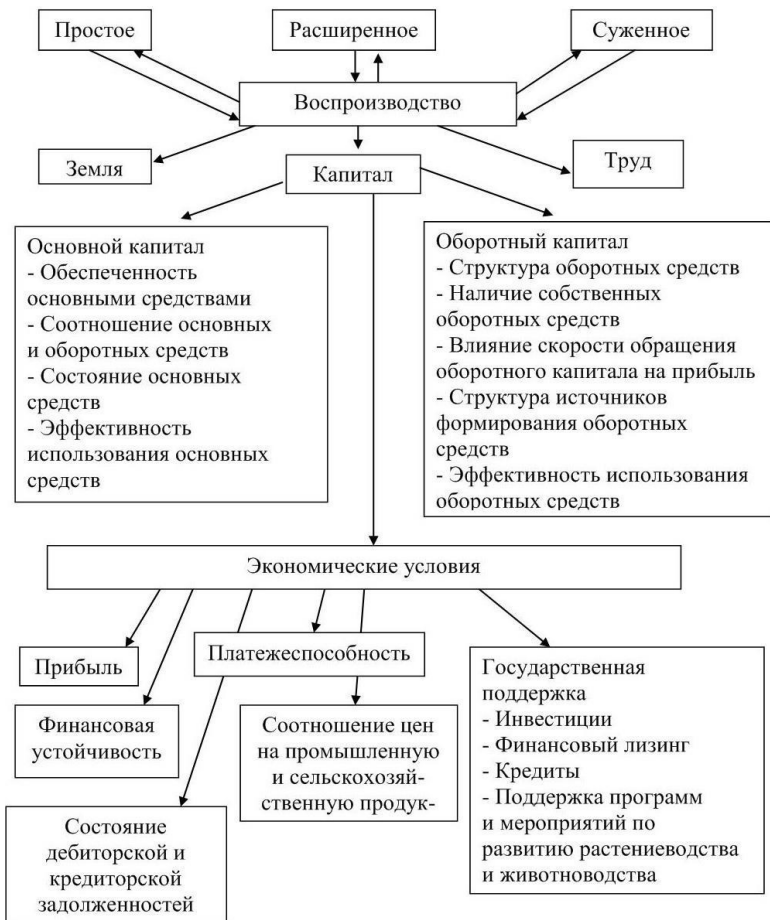 Простое
Расширенное
Суженное
Воспроизводство
Земля
Капитал
Труд
Основной капитал
- Обеспеченность
основными средствами
- Соотношение основных
и оборотных средств
- Состояние основных
средств
- Эффективность
использования основных
средств
Оборотный капитал
- Структура оборотных средств
- Наличие собственных
оборотных средств
- Влияние скорости обращения
оборотного капитала на прибыль
- Структура источников
формирования оборотных
средств
- Эффективность использования
оборотных средств
Экономические условия
Прибыль
Платежеспособность
Финансовая
устойчивость
Соотношение цен
на промышленную
и сельскохозяй-
ственную продук-
Состояние
дебиторской и
кредиторской
задолженностей
Государственная
поддержка
- Инвестиции
- Финансовый лизинг
- Кредиты
- Поддержка программ
и мероприятий по
развитию растениеводства
и животноводства